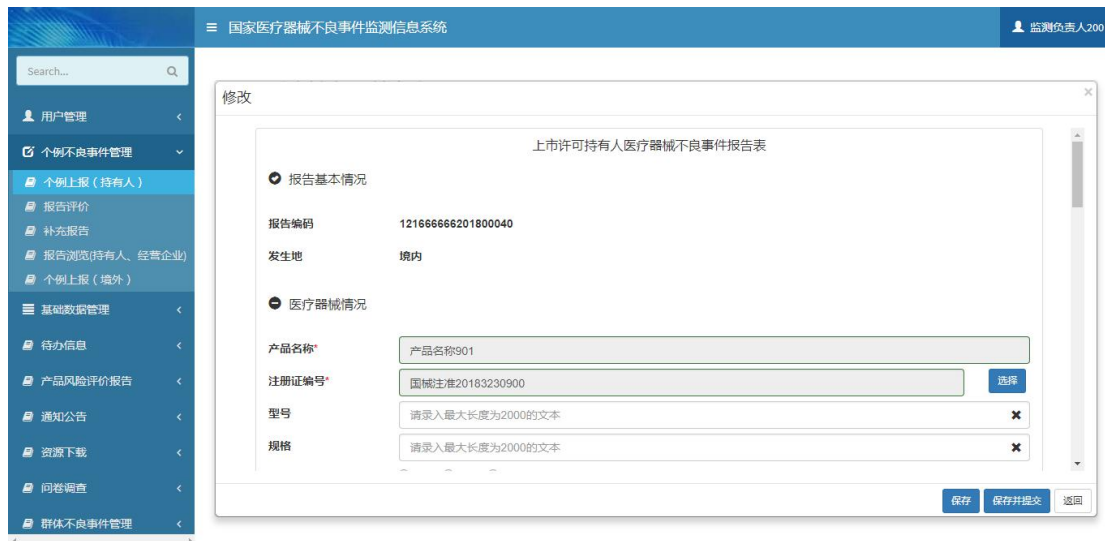 国家医疗器械不良事件监测信息系统
监测负责人200
Search...
用户管理
个例不良事件管理
个例上报（持有人）
报告评价
补充报告
报告浏览(持有人、经营企业)
个例上报（境外）
基础数据管理
待办信息
产品风险评价报告
通知公告
资源下载
问卷调查
群体不良事件管理
修改
上市许可持有人医疗器械不良事件报告表
报告基本情况
报告编码 121666666201800040
发生地 境内
医疗器械情况
产品名称* 产品名称901
注册证编号* 国械注准20183230900 选择
型号 请录入最大长度为2000的文本
规格 请录入最大长度为2000的文本
保存 保存并提交 返回